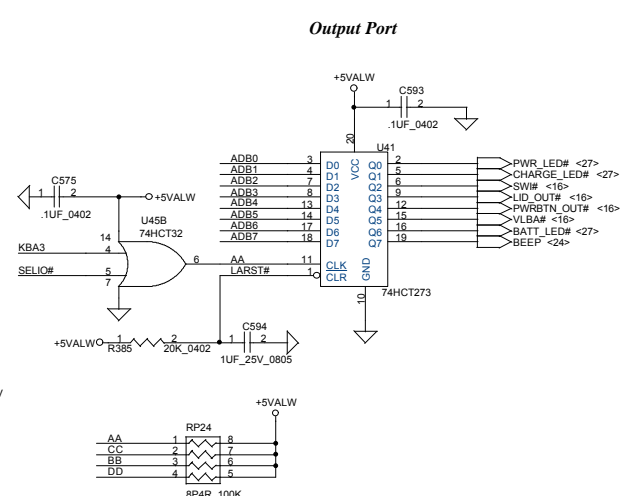 Output Port
+5VALW
C593
1 2
.1UF_0402
20
U41
VCC
ADB0 3 D0 Q0 2 PWR_LED# <27>
ADB1 4 D1 Q1 5 CHARGE_LED# <27>
ADB2 7 D2 Q2 6 SWI# <16>
ADB3 8 D3 Q3 9 LID_OUT# <16>
ADB4 13 D4 Q4 12 PWRBTN_OUT# <16>
ADB5 14 D5 Q5 15 VLBA# <16>
ADB6 17 D6 Q6 16 BATT_LED# <27>
ADB7 18 D7 Q7 19 BEEP <24>
C575
1 2
+5VALW
.1UF_0402
U45B
74HCT32
14
KBA3 4
SELIO# 5
7
6
AA 11 CLK
LARST# 1 CLR
GND
10
74HCT273
+5VALW 1 2
R385 20K_0402
C594
1 2
1UF_25V_0805
+5VALW
RP24
AA 1 8
CC 2 7
BB 3 6
DD 4 5
8P4R_100K